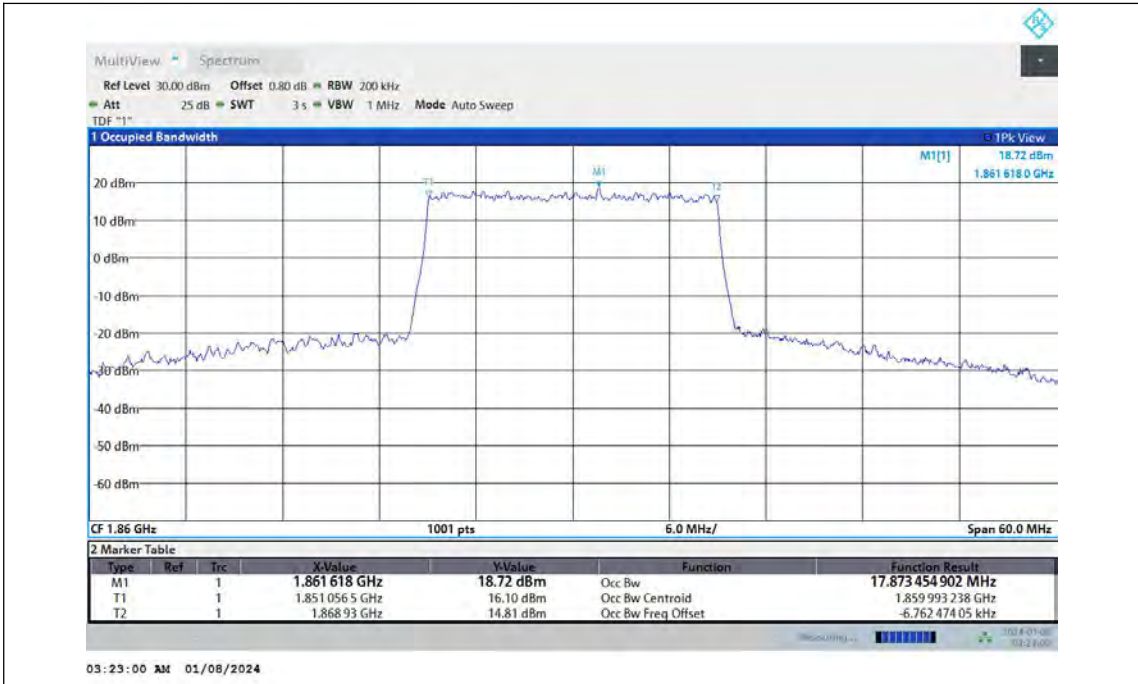 MultiView Spectrum
Ref Level 30.00 dBm Offset 0.80 dB RBW 200 kHz
Att 25 dB SWT 3 s VBW 1 MHz Mode Auto Sweep
TDF "1"
1 Occupied Bandwidth 1Pk View
M1[1] 18.72 dBm
1.861 618 0 GHz
M1
T1
T2
20 dBm
10 dBm
0 dBm
-10 dBm
-20 dBm
-30 dBm
-40 dBm
-50 dBm
-60 dBm
CF 1.86 GHz 1001 pts 6.0 MHz/ Span 60.0 MHz
2 Marker Table
Type Ref Trc X-Value Y-Value Function Function Result
M1 1 1.861 618 GHz 18.72 dBm Occ Bw 17.873 454 902 MHz
T1 1 1.851 056 5 GHz 16.10 dBm Occ Bw Centroid 1.859 993 238 GHz
T2 1 1.868 93 GHz 14.81 dBm Occ Bw Freq Offset -6.762 474 05 kHz
Measuring...
03:23:00 AM 01/08/2024